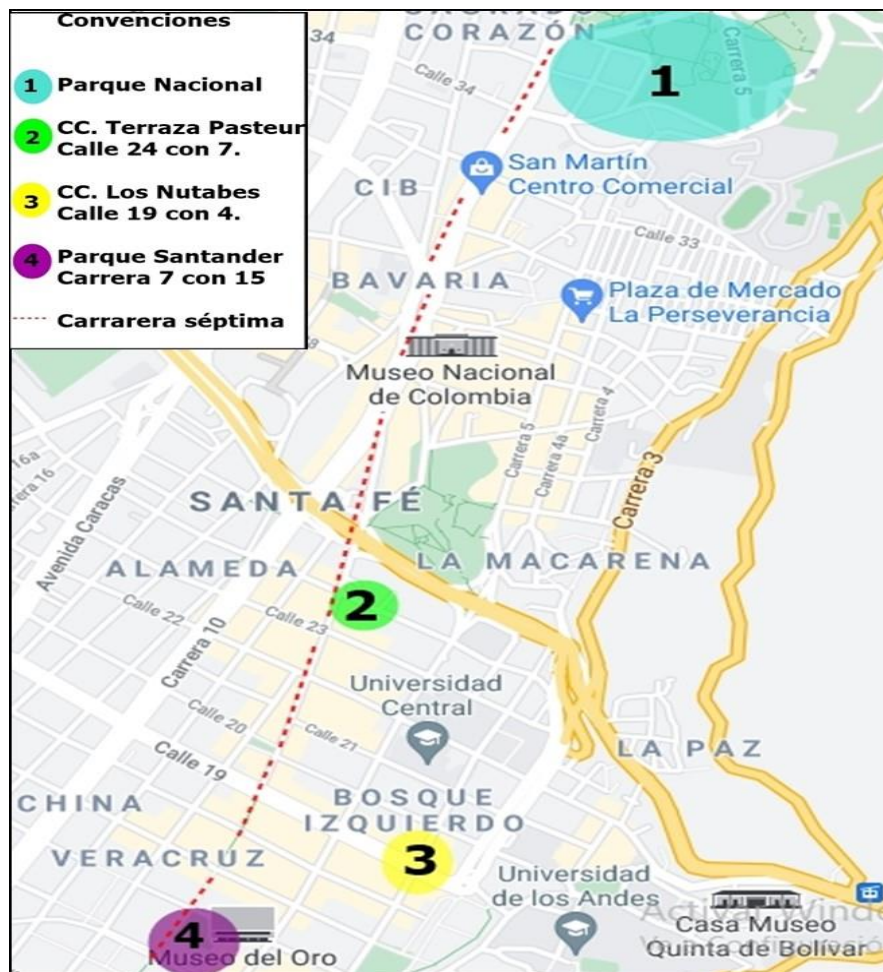 Convenciones
1 Parque Nacional
2 CC. Terraza Pasteur
Calle 24 con 7.
3 CC. Los Nutabes
Calle 19 con 4.
4 Parque Santander
Carrera 7 con 15
Carrarera séptima
SAGRADO
CORAZÓN
34
Calle 34
Carrera 5
1
San Martín
Centro Comercial
CIB
Calle 33
BAVARIA
Plaza de Mercado
La Perseverancia
Museo Nacional
de Colombia
Carrera 5
Carrera 4a
Carrera 4
Carrera 3
16a
Carrera 16
Avenida Caracas
SANTA FÉ
LA MACARENA
ALAMEDA
2
Calle 22
Calle 23
Carrera 10
Universidad
Central
Calle 20
Calle 21
LA PAZ
Calle 19
CHINA
BOSQUE
IZQUIERDO
VERACRUZ
3
Universidad
de los Andes
Casa Museo
Quinta de Bolívar
4
Museo del Oro